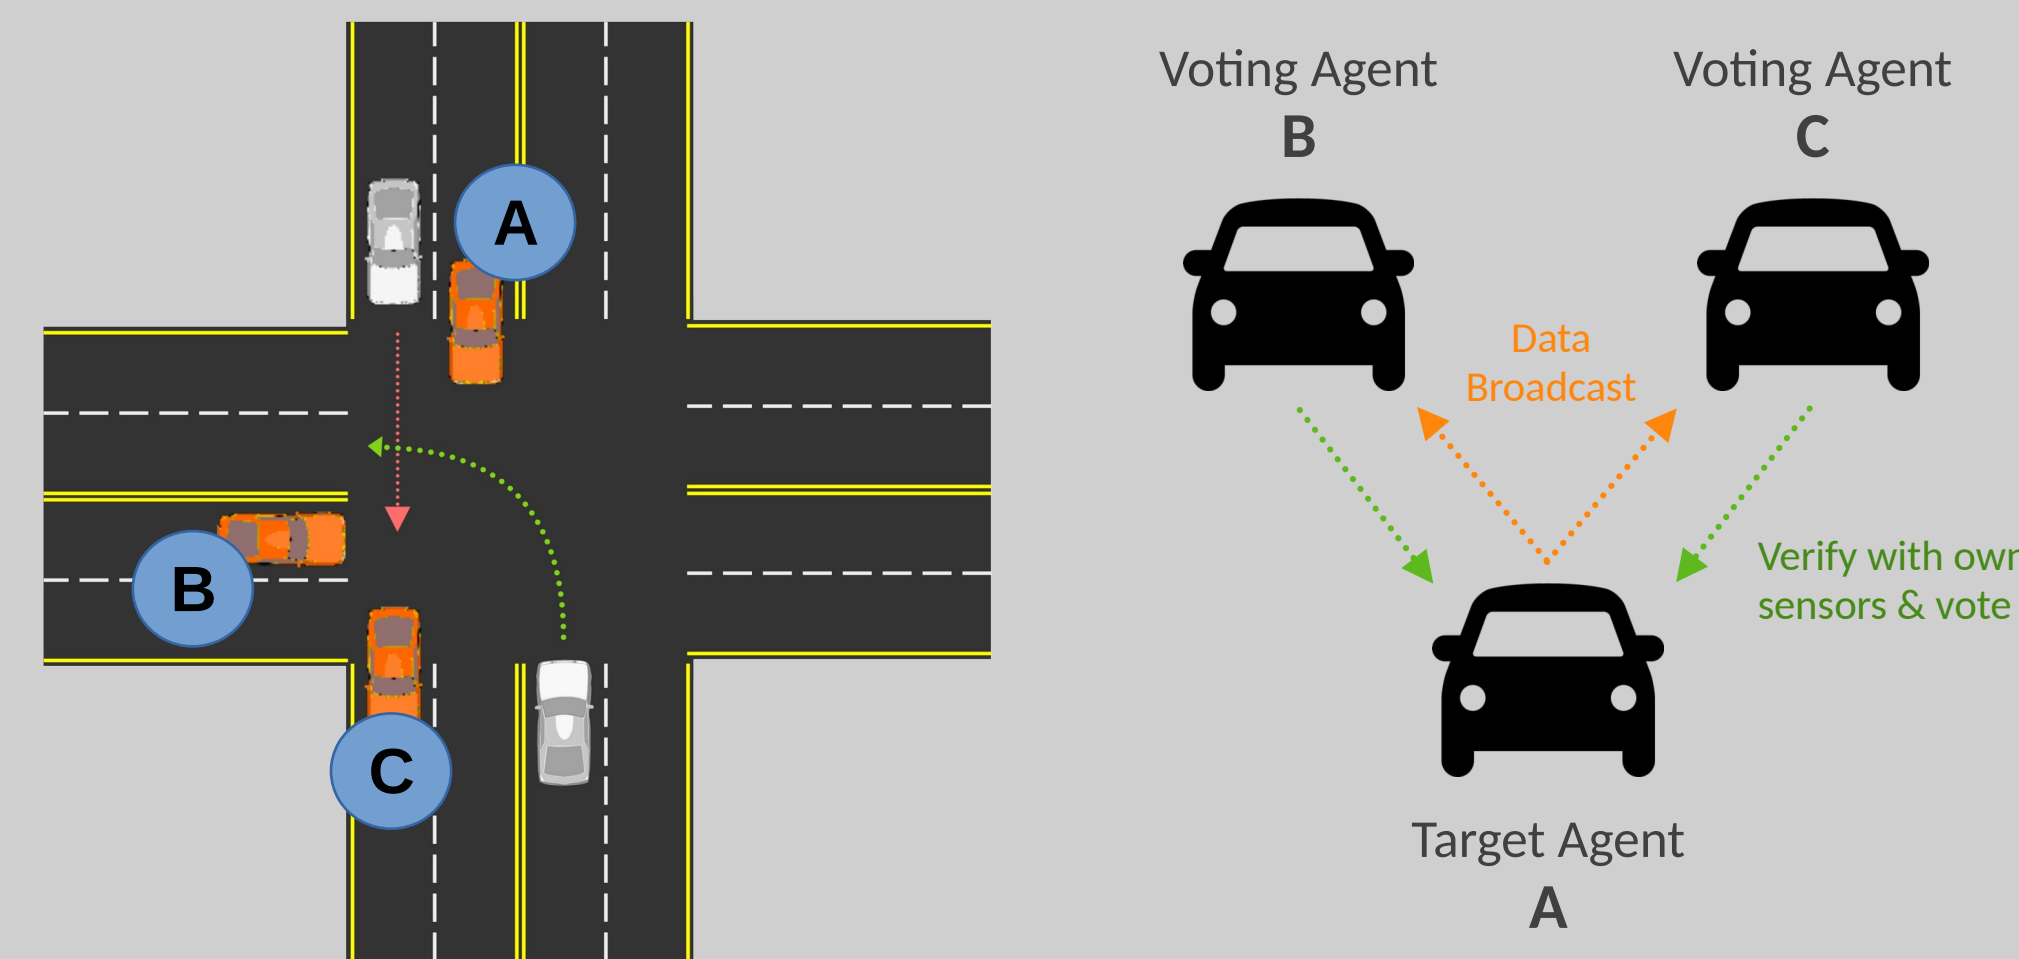 A
B
C
Voting Agent
B
Voting Agent
C
Data
Broadcast
Verify with own
sensors & vote
Target Agent
A